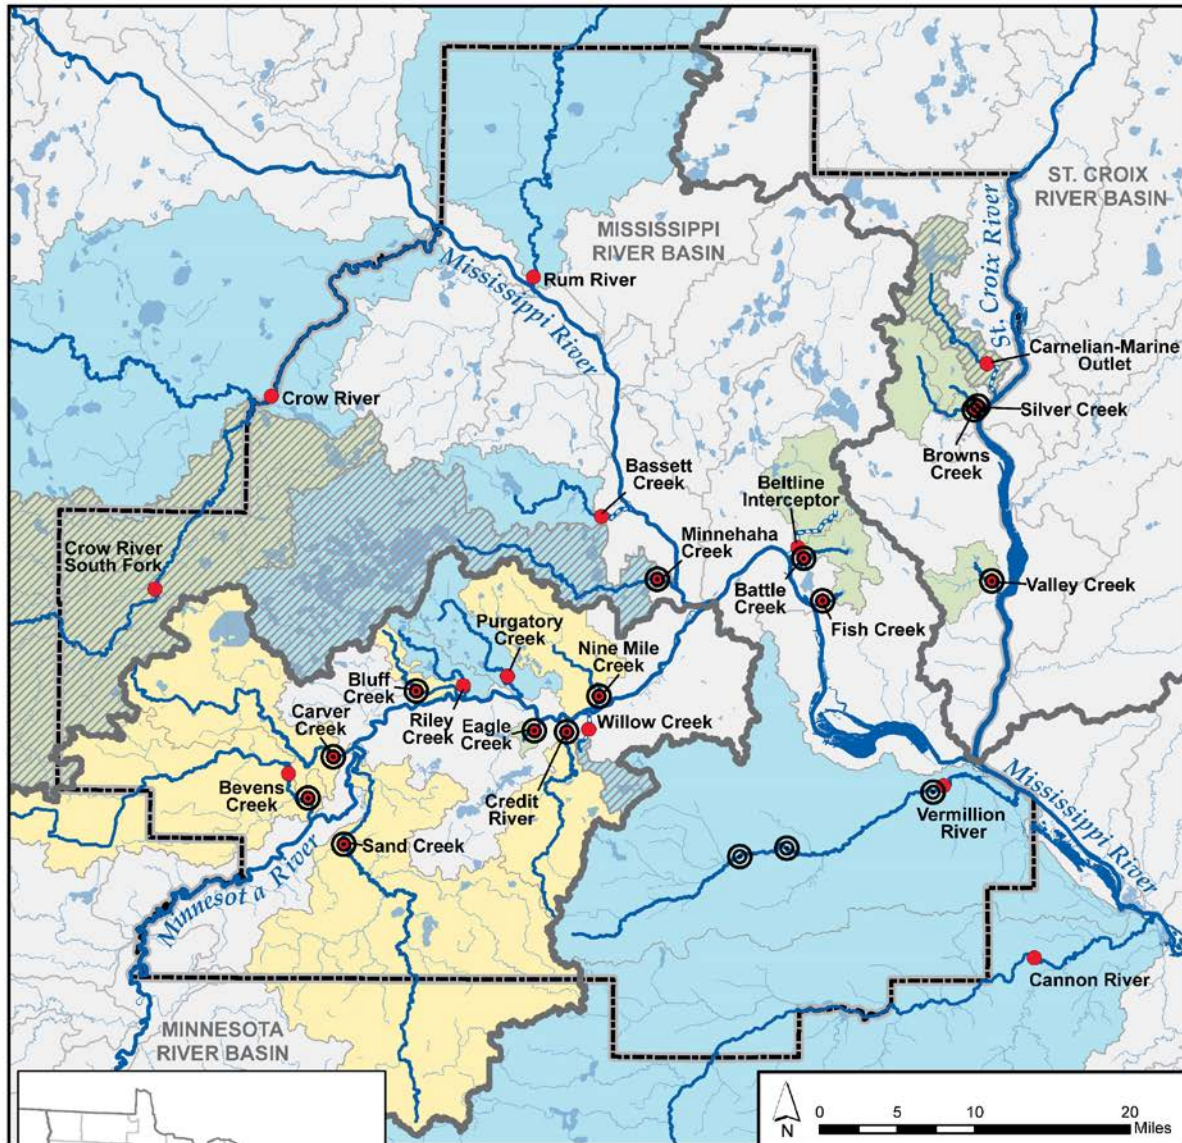 ST. CROIX
RIVER BASIN
MISSISSIPPI
RIVER BASIN
St. Croix River
Mississippi River
Rum River
Carnelian-Marine
Outlet
Crow River
Silver Creek
Browns
Creek
Bassett
Creek
Beltline
Interceptor
Minnehaha
Creek
Crow River
South Fork
Battle
Creek
Valley Creek
Fish Creek
Purgatory
Creek
Nine Mile
Creek
Bluff
Creek
Riley
Creek
Eagle
Creek
Willow Creek
Carver
Creek
Bevens
Creek
Credit
River
Vermillion
River
Mississippi River
Sand Creek
Minnesota River
Cannon River
MINNESOTA
RIVER BASIN
N
0 5 10 20
Miles